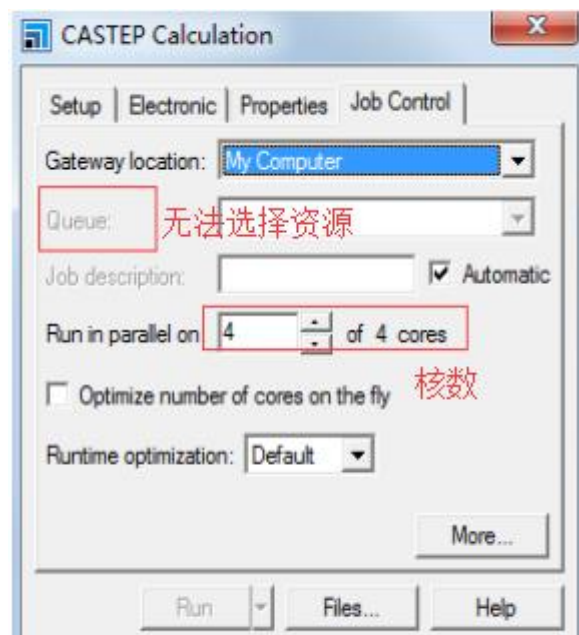 CASTEP Calculation
Setup Electronic Properties Job Control
Gateway location: My Computer
Queue: 无法选择资源
Job description: Automatic
Run in parallel on 4 of 4 cores
Optimize number of cores on the fly 核数
Runtime optimization: Default
More...
Run Files... Help